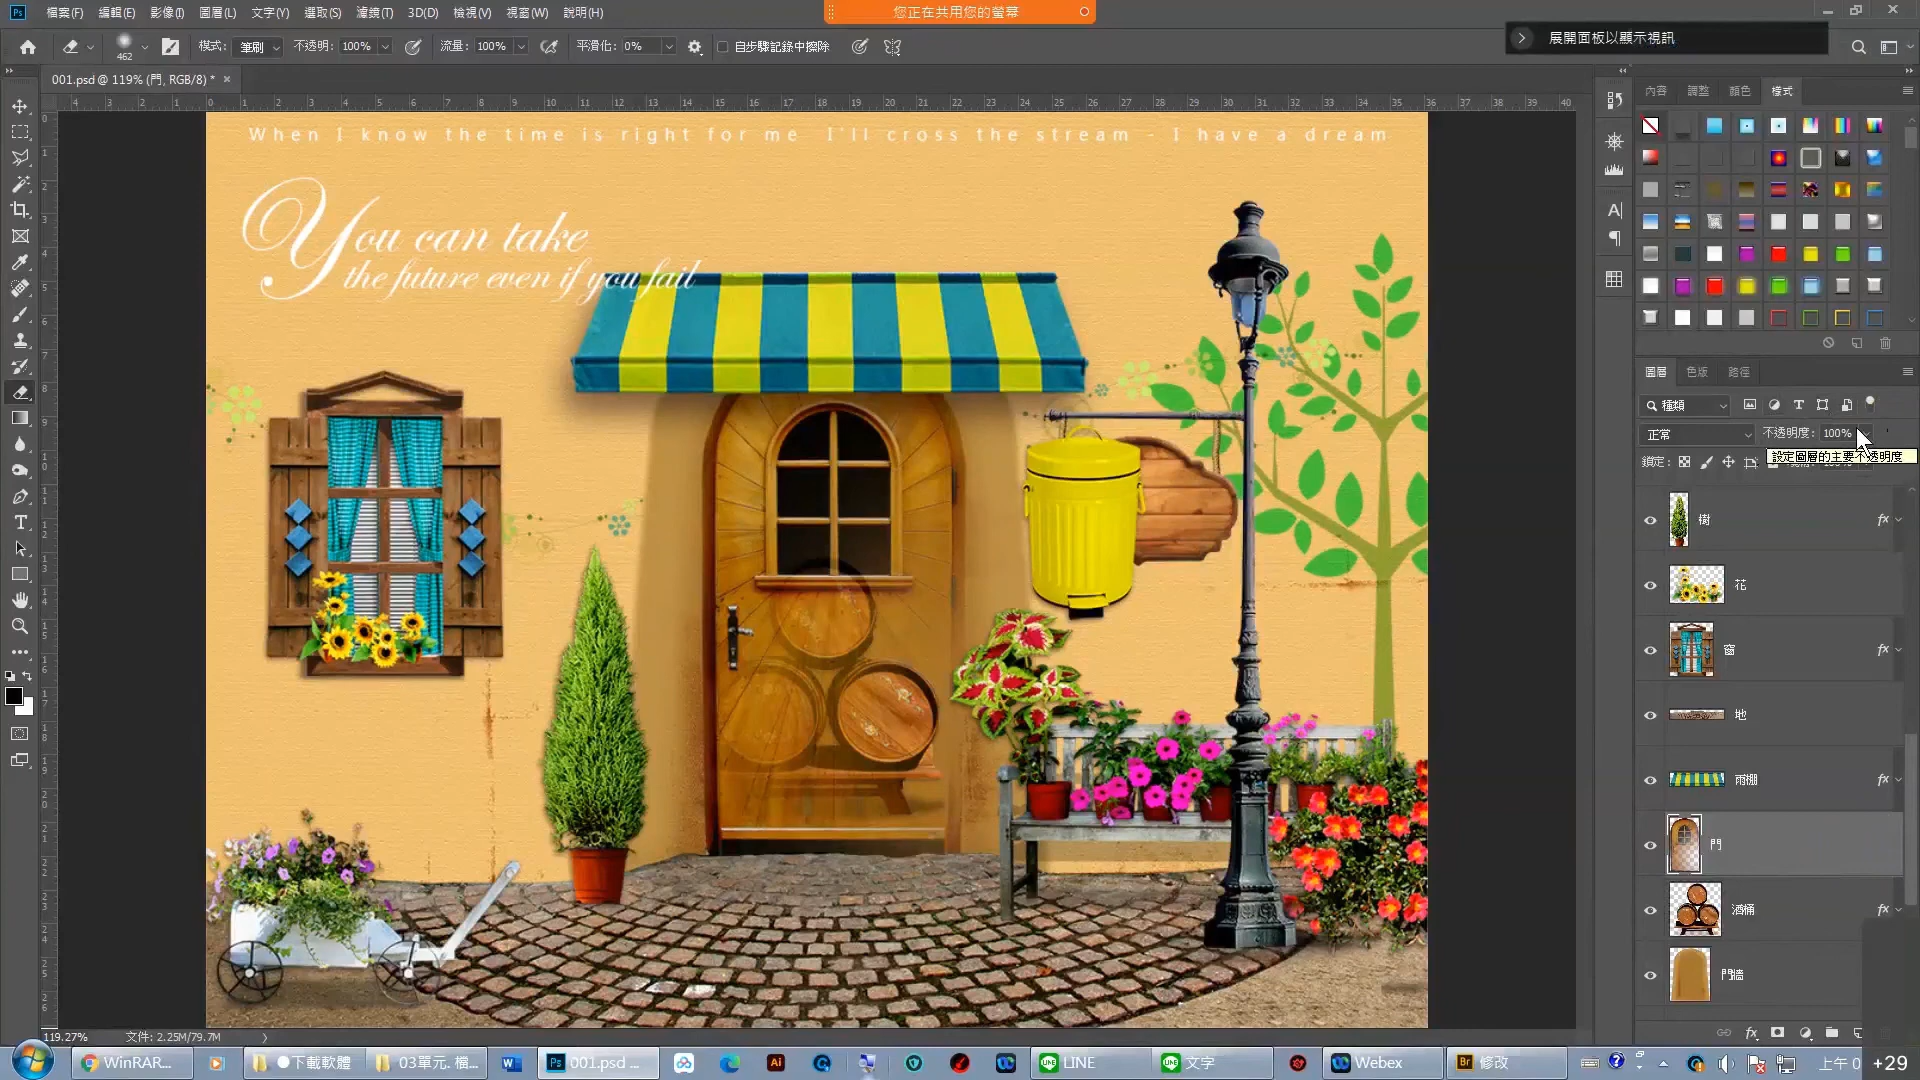 檔案(F) 編輯(E) 影像(I) 圖層(L) 文字(Y) 選取(S) 濾鏡(T) 3D(D) 檢視(V) 視窗(W) 說明(H)
您正在共用您的螢幕
462 模式: 筆刷 不透明: 100% 流量: 100% 平滑化: 0% 自步驟記錄中擦除
展開面板以顯示視訊
001.psd @ 119% (門, RGB/8) *
內容 調整 顏色 樣式
When I know the time is right for me I'll cross the stream - I have a dream
You can take
the future even if you fail
圖層 色版 路徑
種類
正常 不透明度: 100%
設定圖層的主要不透明度
鎖定:
樹 fx
花
窗 fx
地
雨棚 fx
門
酒桶 fx
門牆
119.27% 文件: 2.25M/79.7M
WinRAR... ●下載軟體 03單元. 檔... 001.psd ... LINE 文字 Webex 修改 上午 0 +29